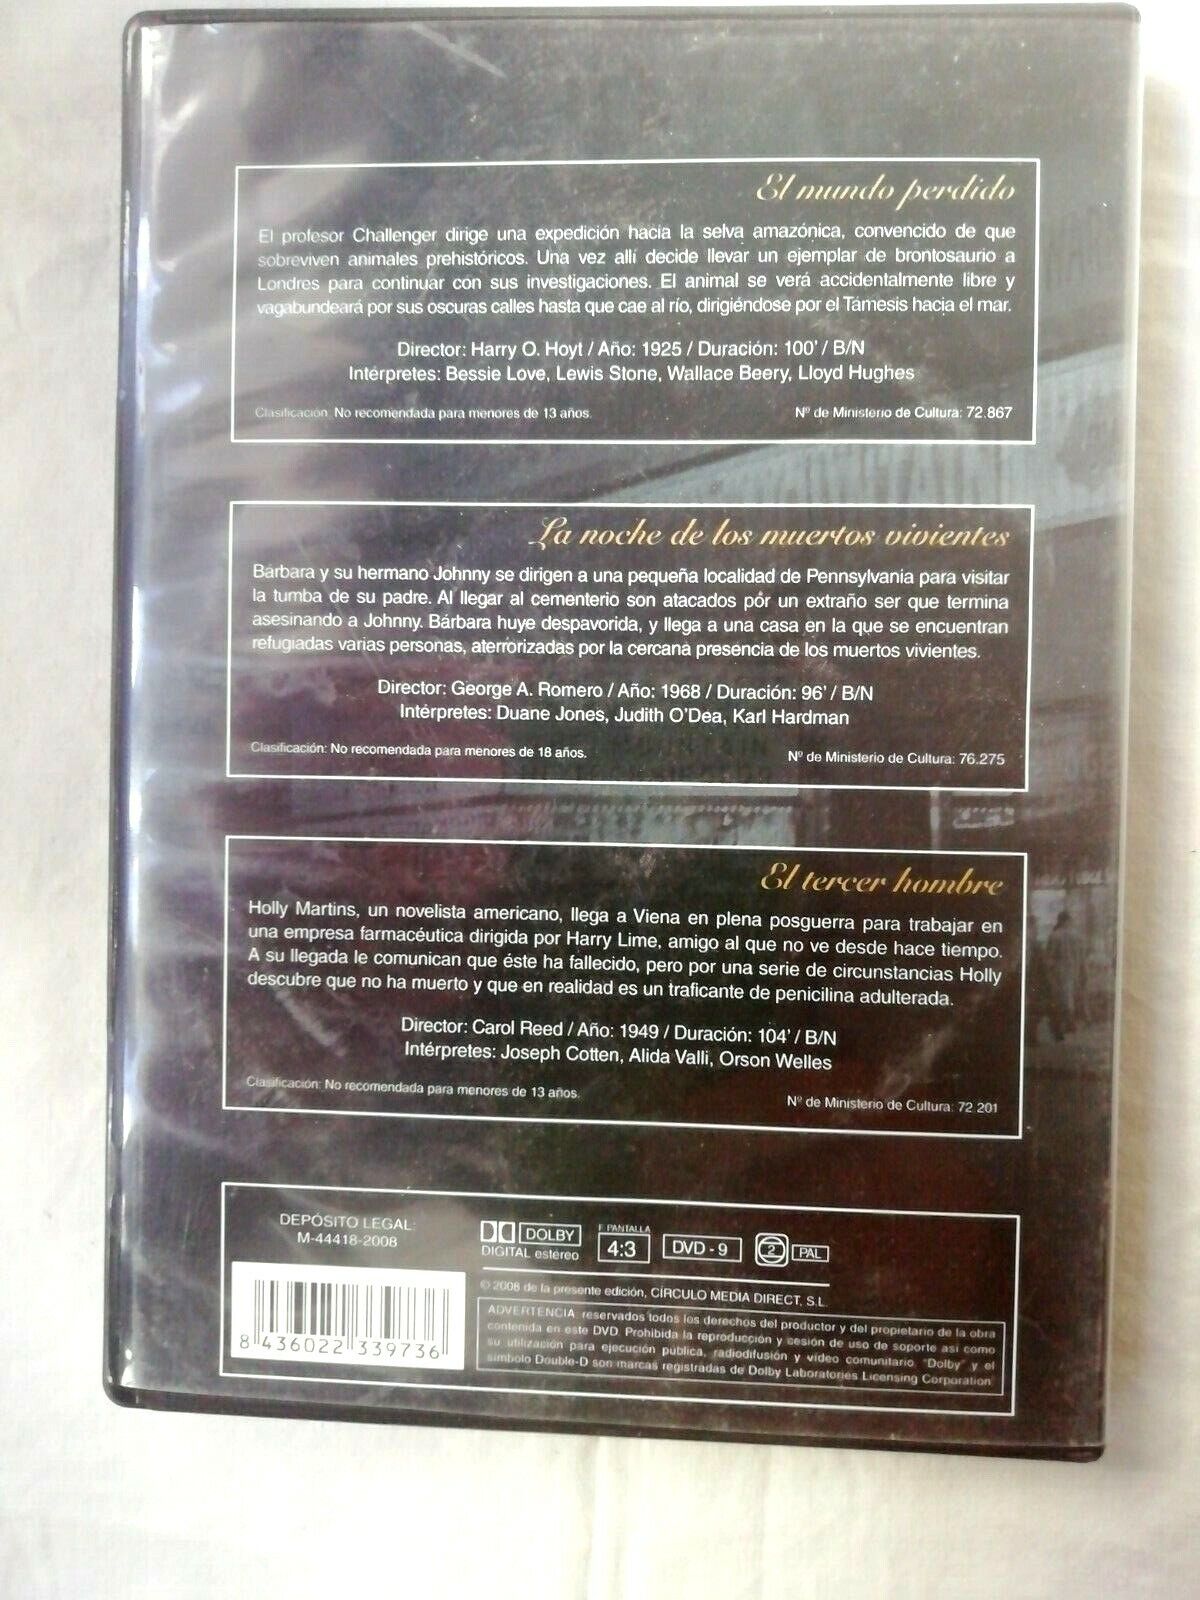 El mundo perdido
El profesor Challenger dirige una expedición hacia la selva amazónica, convencido de que
sobreviven animales prehistóricos. Una vez allí decide llevar un ejemplar de brontosaurio a
Londres para continuar con sus investigaciones. El animal se verá accidentalmente libre y
vagabundeará por sus oscuras calles hasta que cae al río, dirigiéndose por el Támesis hacia el mar.
Director: Harry O. Hoyt / Año: 1925 / Duración: 100' / B/N
Intérpretes: Bessie Love, Lewis Stone, Wallace Beery, Lloyd Hughes
Clasificación: No recomendada para menores de 13 años. Nº de Ministerio de Cultura: 72.867
La noche de los muertos vivientes
Bárbara y su hermano Johnny se dirigen a una pequeña localidad de Pennsylvania para visitar
la tumba de su padre. Al llegar al cementerio son atacados por un extraño ser que termina
asesinando a Johnny. Bárbara huye despavorida, y llega a una casa en la que se encuentran
refugiadas varias personas, aterrorizadas por la cercana presencia de los muertos vivientes.
Director: George A. Romero / Año: 1968 / Duración: 96' / B/N
Intérpretes: Duane Jones, Judith O'Dea, Karl Hardman
Clasificación: No recomendada para menores de 18 años. Nº de Ministerio de Cultura: 76.275
El tercer hombre
Holly Martins, un novelista americano, llega a Viena en plena posguerra para trabajar en
una empresa farmacéutica dirigida por Harry Lime, amigo al que no ve desde hace tiempo.
A su llegada le comunican que éste ha fallecido, pero por una serie de circunstancias Holly
descubre que no ha muerto y que en realidad es un traficante de penicilina adulterada.
Director: Carol Reed / Año: 1949 / Duración: 104' / B/N
Intérpretes: Joseph Cotten, Alida Valli, Orson Welles
Clasificación: No recomendada para menores de 13 años. Nº de Ministerio de Cultura: 72.201
DEPÓSITO LEGAL:
M-44418-2008
DOLBY
DIGITAL estéreo
F. PANTALLA
4:3
DVD - 9
2
PAL
© 2008 de la presente edición, CÍRCULO MEDIA DIRECT, S.L.
ADVERTENCIA: reservados todos los derechos del productor y del propietario de la obra
contenida en este DVD. Prohibida la reproducción y cesión de uso de soporte así como
su utilización para ejecución pública, radiodifusión y vídeo comunitario. "Dolby" y el
símbolo Double-D son marcas registradas de Dolby Laboratories Licensing Corporation.
8 436022 339736